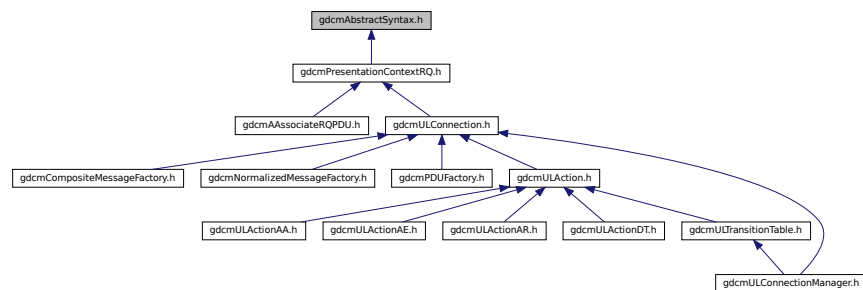 gdcmAbstractSyntax.h
gdcmPresentationContextRQ.h
gdcmAAssociateRQPDU.h
gdcmULConnection.h
gdcmCompositeMessageFactory.h
gdcmNormalizedMessageFactory.h
gdcmPDUFactory.h
gdcmULAction.h
gdcmULActionAA.h
gdcmULActionAE.h
gdcmULActionAR.h
gdcmULActionDT.h
gdcmULTransitionTable.h
gdcmULConnectionManager.h